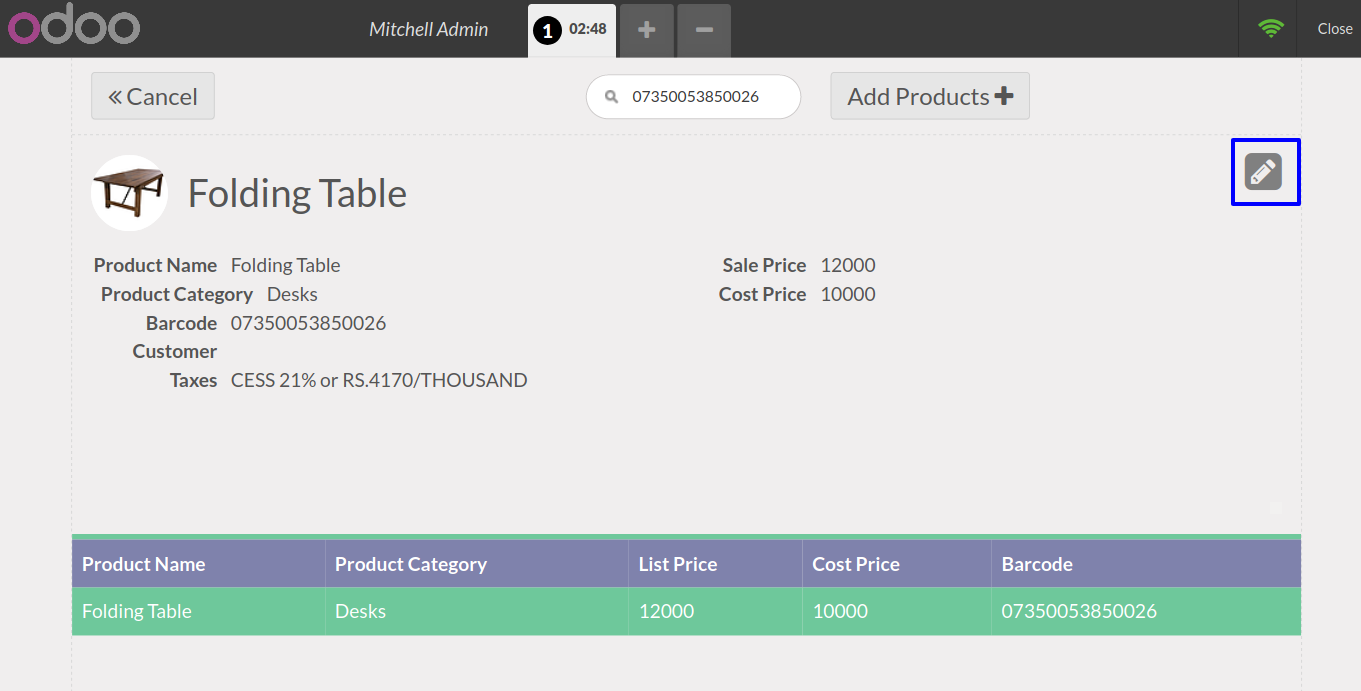 odoo
Mitchell Admin
1 02:48
Close
Cancel
07350053850026
Add Products
Folding Table
Product Name Folding Table
Product Category Desks
Barcode 07350053850026
Customer
Taxes CESS 21% or RS.4170/THOUSAND
Sale Price 12000
Cost Price 10000
Product Name Product Category List Price Cost Price Barcode
Folding Table Desks 12000 10000 07350053850026